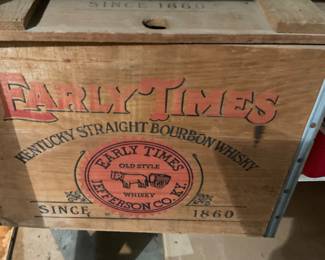 SINCE 1860
EARLY TIMES
KENTUCKY STRAIGHT BOURBON WHISKY
EARLY TIMES
OLD STYLE
WHISKY
JEFFERSON CO. KY.
SINCE 1860